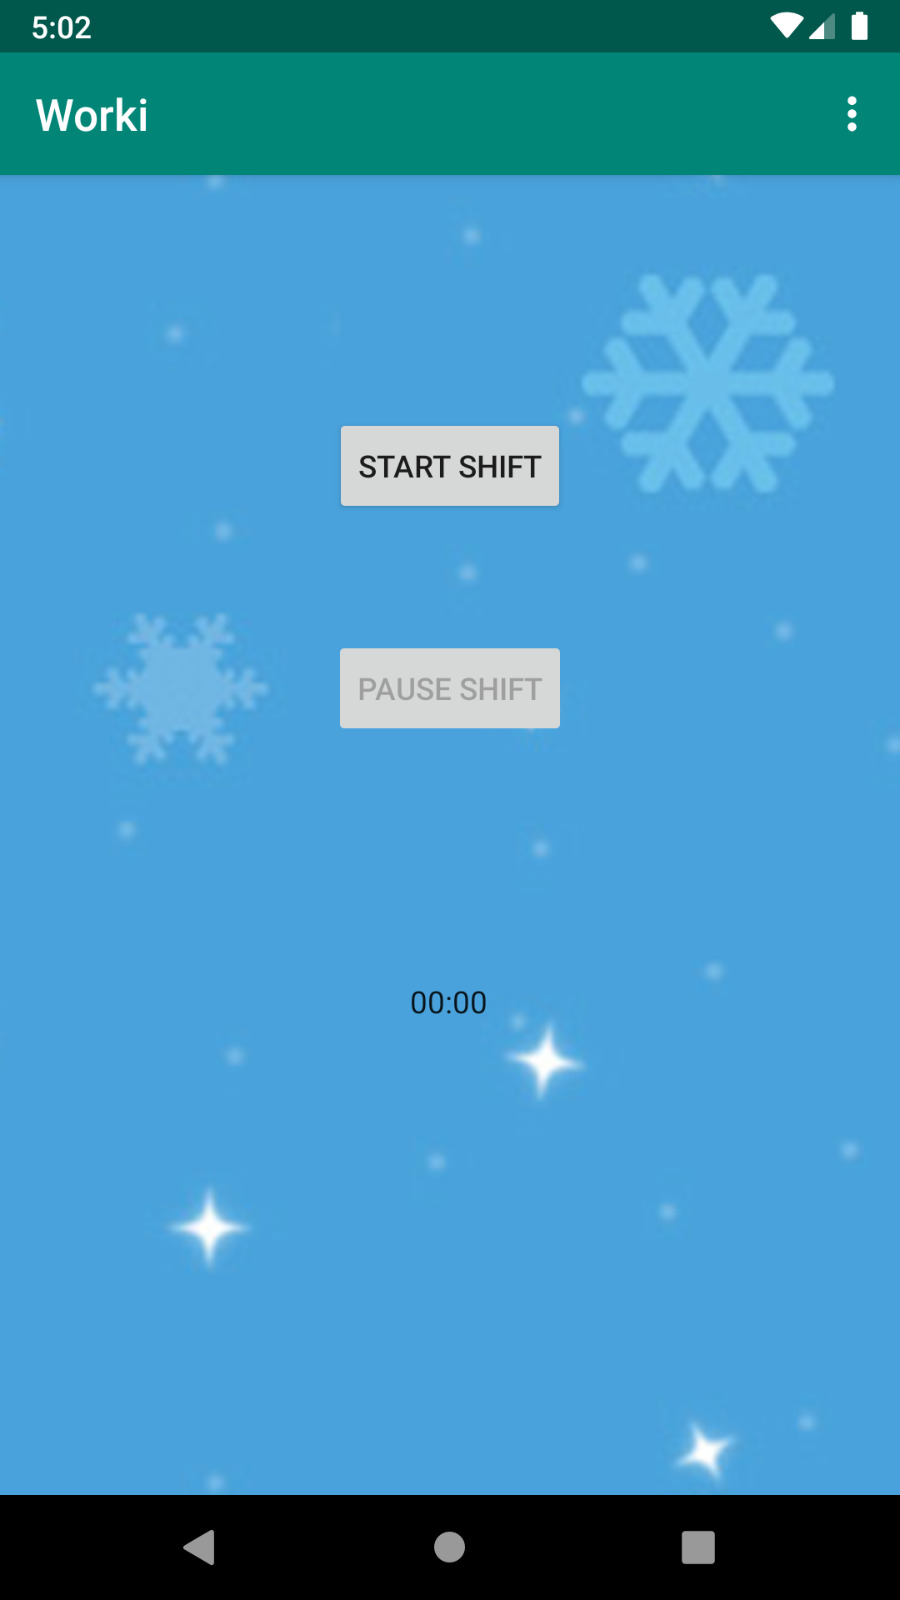 5:02
Worki
START SHIFT
PAUSE SHIFT
00:00